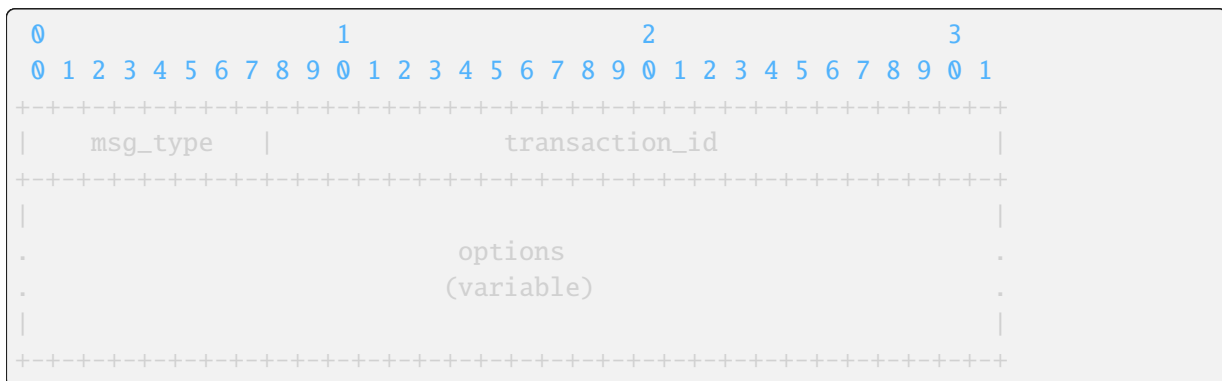 0                   1                   2                   3
 0 1 2 3 4 5 6 7 8 9 0 1 2 3 4 5 6 7 8 9 0 1 2 3 4 5 6 7 8 9 0 1
+-+-+-+-+-+-+-+-+-+-+-+-+-+-+-+-+-+-+-+-+-+-+-+-+-+-+-+-+-+-+-+-+
|    msg_type   |               transaction_id                  |
+-+-+-+-+-+-+-+-+-+-+-+-+-+-+-+-+-+-+-+-+-+-+-+-+-+-+-+-+-+-+-+-+
|                                                               |
.                            options                            .
.                           (variable)                          .
|                                                               |
+-+-+-+-+-+-+-+-+-+-+-+-+-+-+-+-+-+-+-+-+-+-+-+-+-+-+-+-+-+-+-+-+